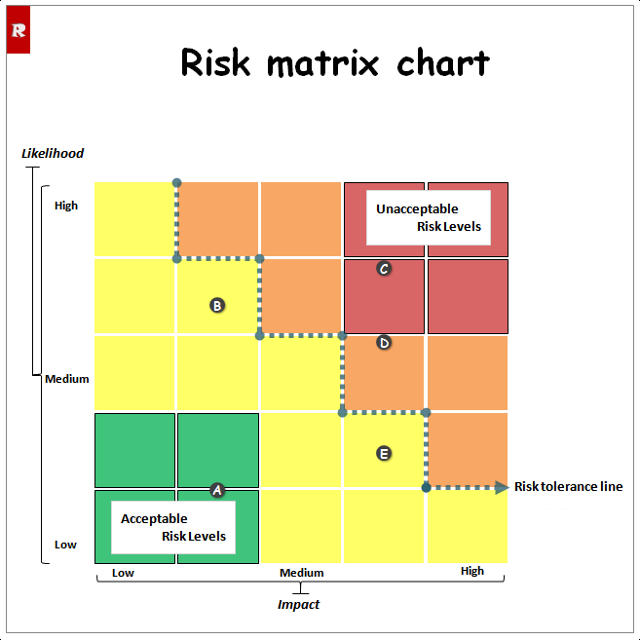 R
Risk matrix chart
Likelihood
High
Unacceptable
Risk Levels
C
B
D
Medium
E
A
Risk tolerance line
Acceptable
Risk Levels
Low
Low Medium High
Impact